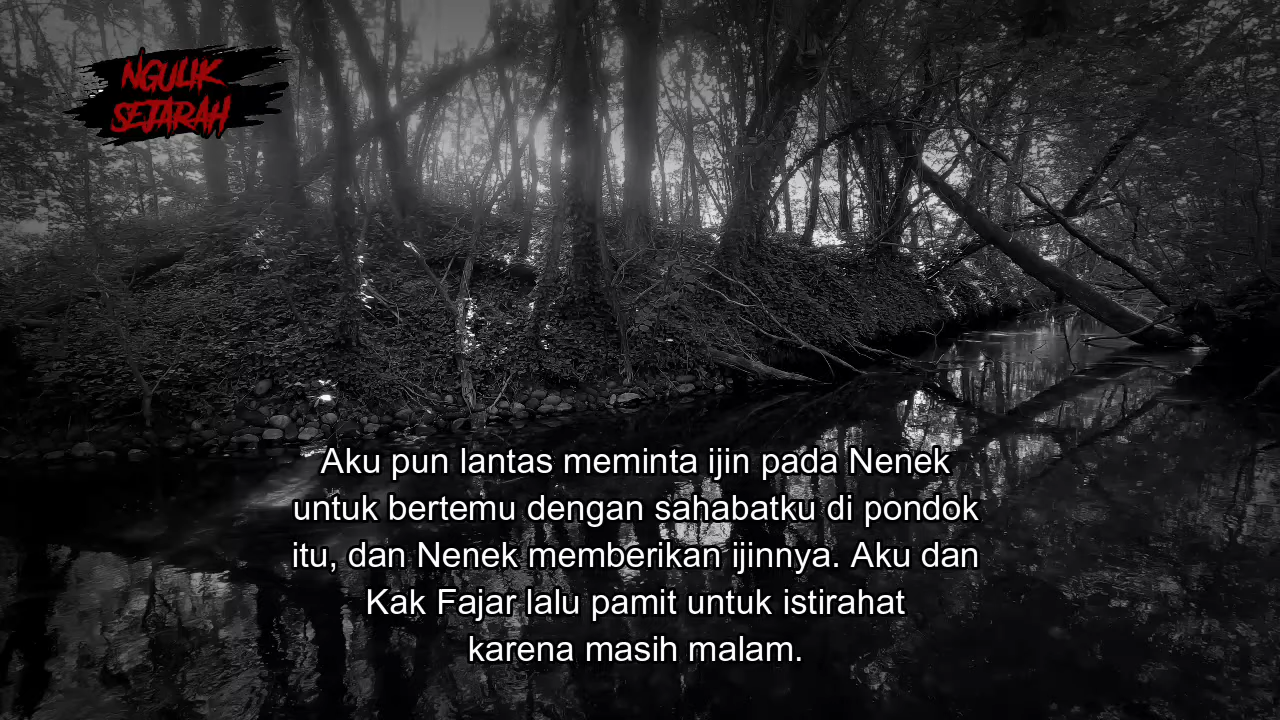 NGULIK
SEJARAH
Aku pun lantas meminta ijin pada Nenek
untuk bertemu dengan sahabatku di pondok
itu, dan Nenek memberikan ijinnya. Aku dan
Kak Fajar lalu pamit untuk istirahat
karena masih malam.